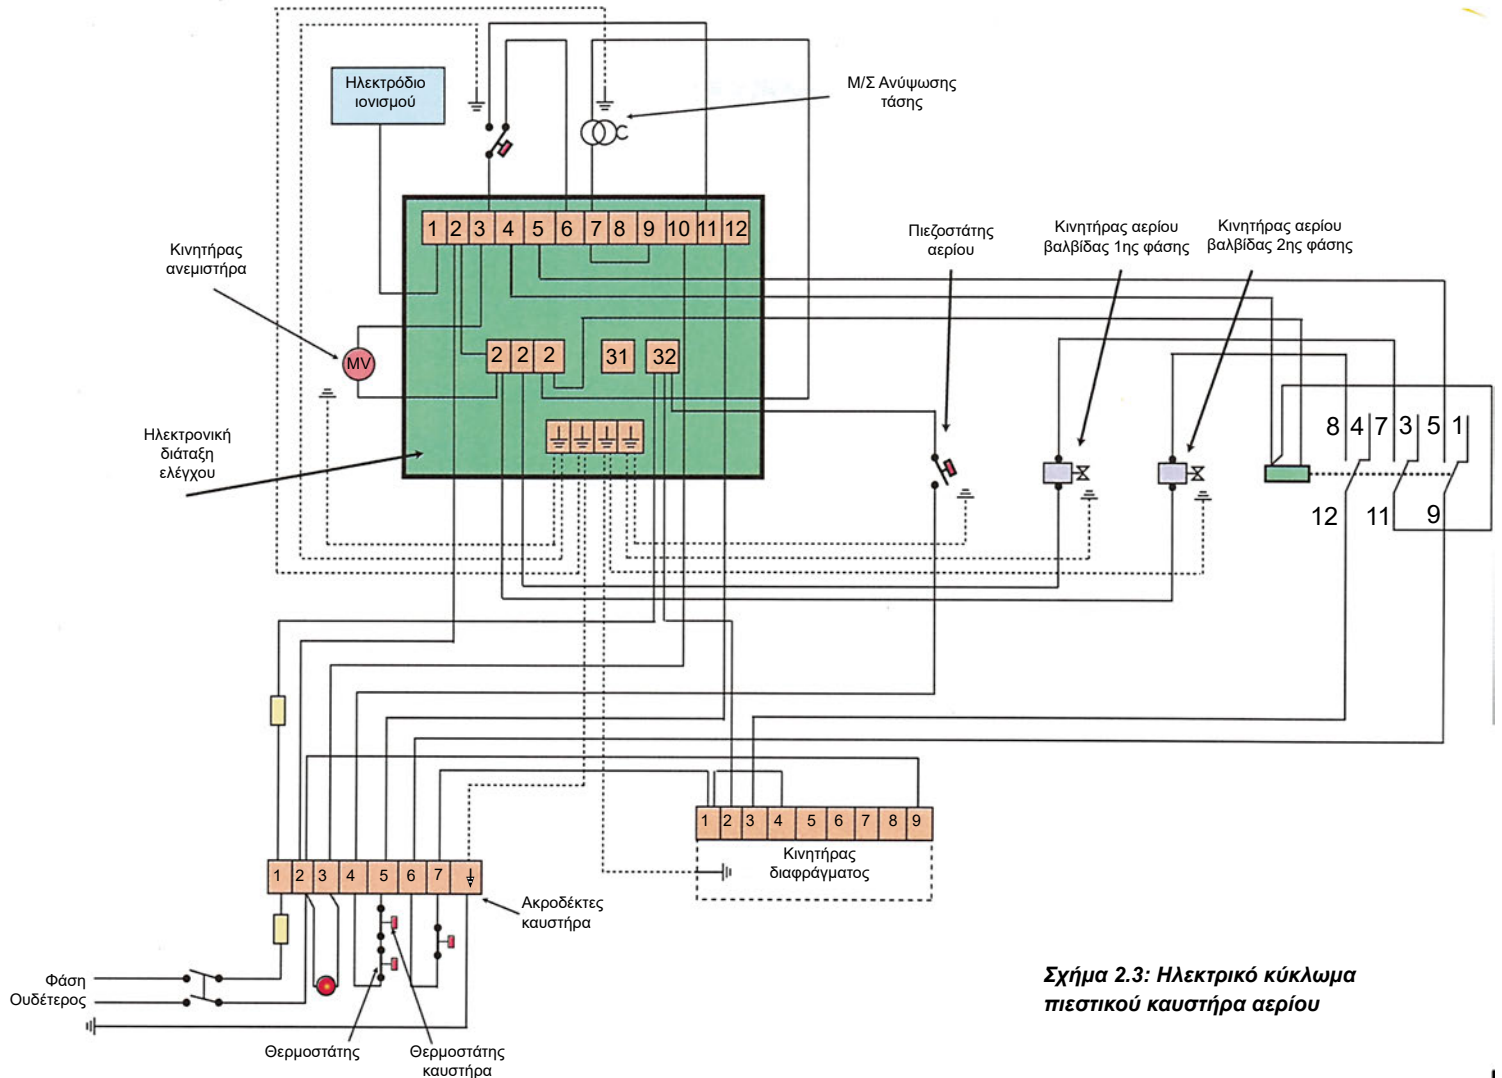 Ηλεκτρόδιο
ιονισμού
Μ/Σ Ανύψωσης
τάσης
1 2 3 4 5 6 7 8 9 10 11 12
Κινητήρας
ανεμιστήρα
Πιεζοστάτης
αερίου
Κινητήρας αερίου
βαλβίδας 1ης φάσης
Κινητήρας αερίου
βαλβίδας 2ης φάσης
MV
2 2 2 31 32
Ηλεκτρονική
διάταξη
ελέγχου
8 4 7 3 5 1
12 11 9
1 2 3 4 5 6 7 8 9
Κινητήρας
διαφράγματος
1 2 3 4 5 6 7
Ακροδέκτες
καυστήρα
Φάση
Ουδέτερος
Θερμοστάτης
Θερμοστάτης
καυστήρα
Σχήμα 2.3: Ηλεκτρικό κύκλωμα
πιεστικού καυστήρα αερίου